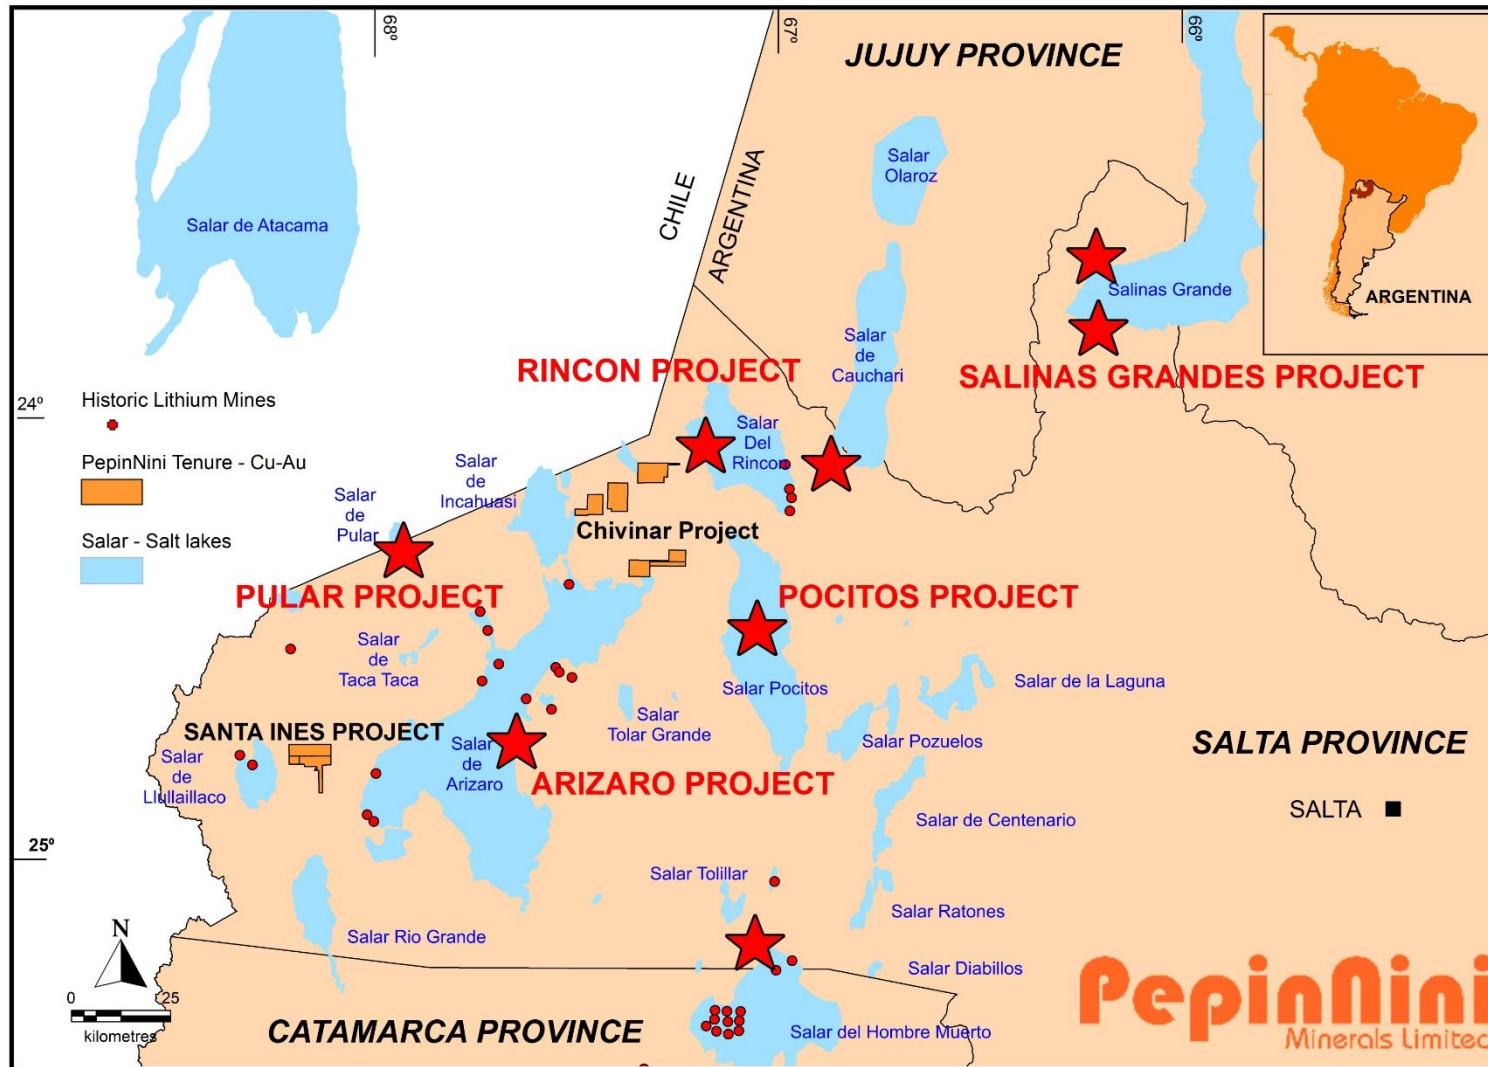 68º
67º
66º
JUJUY PROVINCE
Salar
Olaroz
Salar de Atacama
CHILE
ARGENTINA
Salinas Grande
ARGENTINA
Salar
de
Cauchari
RINCON PROJECT
SALINAS GRANDES PROJECT
Historic Lithium Mines
24º
PepinNini Tenure - Cu-Au
Salar - Salt lakes
Salar
Del
Rincon
Salar
de
Incahuasi
Salar
de
Pular
Chivinar Project
PULAR PROJECT
POCITOS PROJECT
Salar
de
Taca Taca
Salar Pocitos
Salar de la Laguna
SANTA INES PROJECT
Salar
Tolar Grande
Salar Pozuelos
SALTA PROVINCE
Salar
de
Llullaillaco
Salar
de
Arizaro
ARIZARO PROJECT
SALTA
Salar de Centenario
25º
Salar Tolillar
Salar Ratones
Salar Rio Grande
Salar Diabillos
N
0 25
kilometres
CATAMARCA PROVINCE
Salar del Hombre Muerto
PepinNini
Minerals Limited